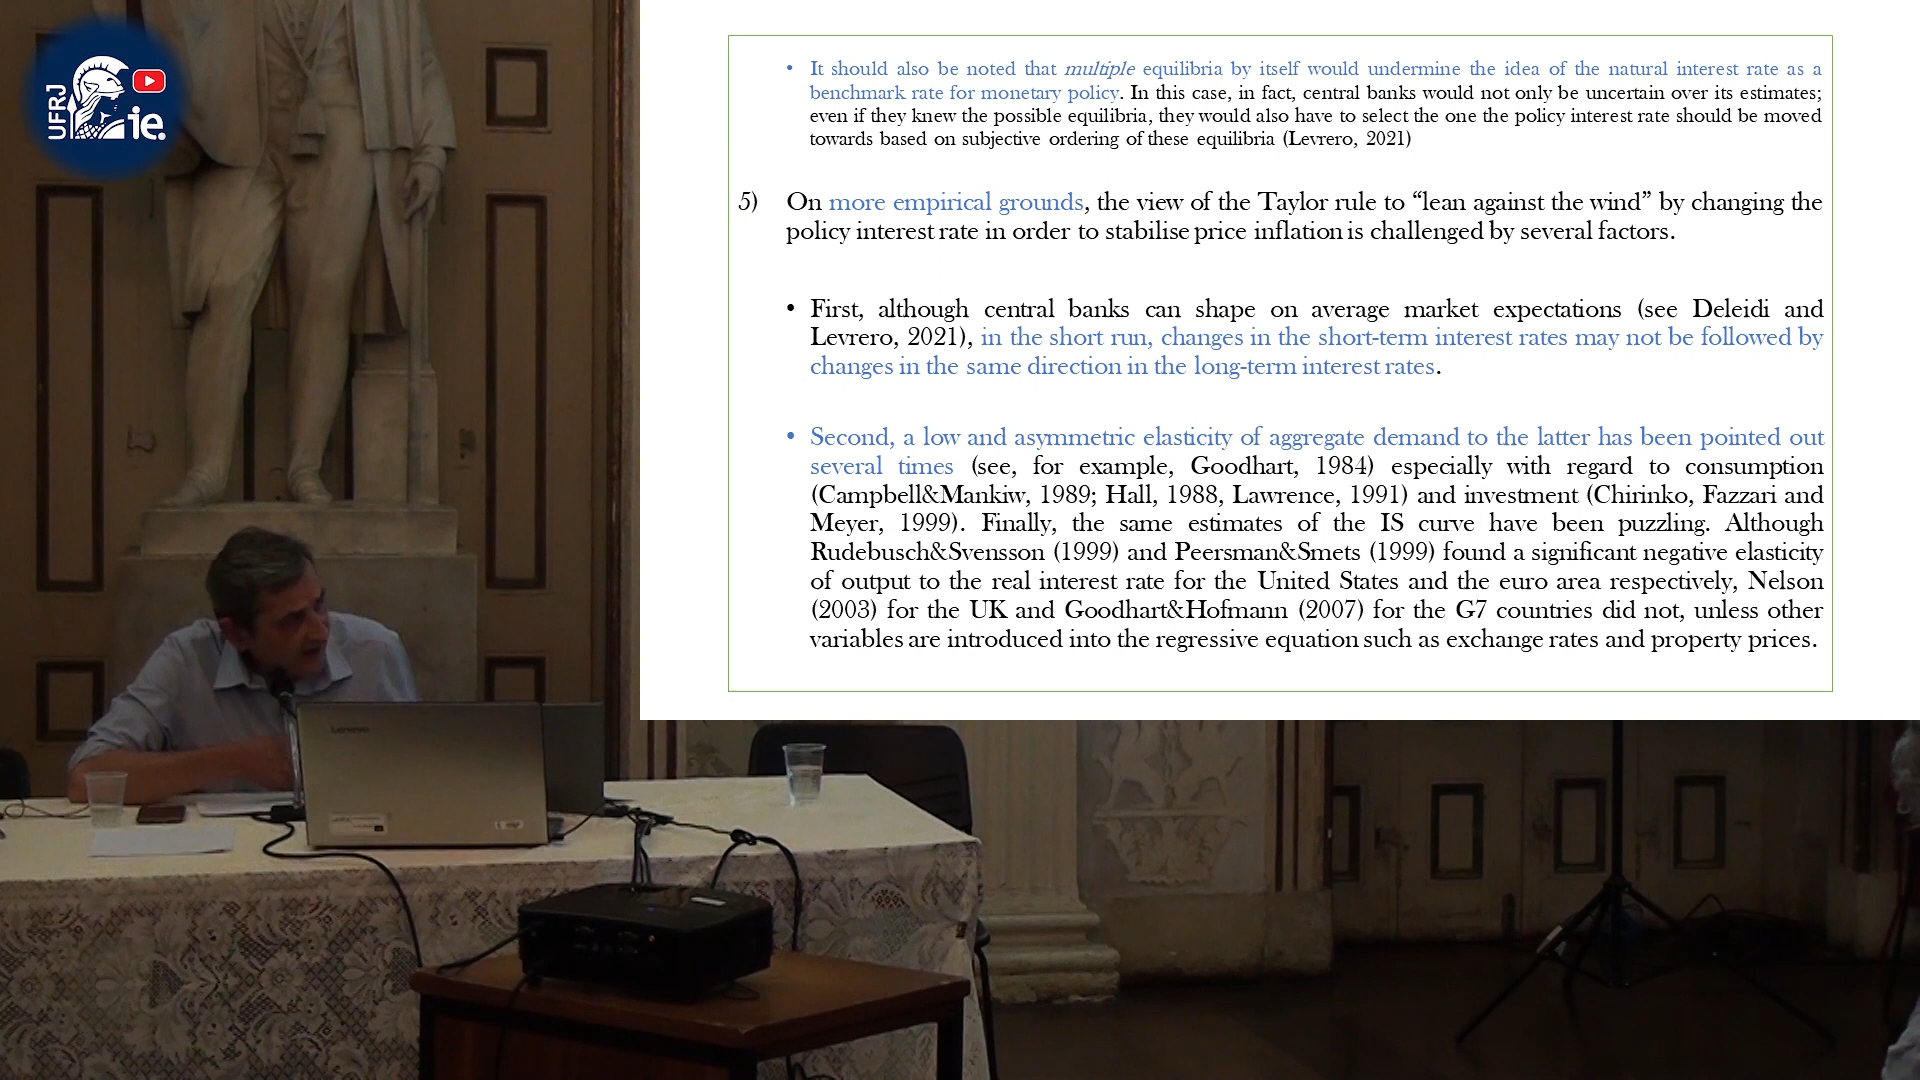 UFRJ
ie.
• It should also be noted that multiple equilibria by itself would undermine the idea of the natural interest rate as a
benchmark rate for monetary policy. In this case, in fact, central banks would not only be uncertain over its estimates;
even if they knew the possible equilibria, they would also have to select the one the policy interest rate should be moved
towards based on subjective ordering of these equilibria (Levrero, 2021)
5) On more empirical grounds, the view of the Taylor rule to “lean against the wind” by changing the
policy interest rate in order to stabilise price inflation is challenged by several factors.
• First, although central banks can shape on average market expectations (see Deleidi and
Levrero, 2021), in the short run, changes in the short-term interest rates may not be followed by
changes in the same direction in the long-term interest rates.
• Second, a low and asymmetric elasticity of aggregate demand to the latter has been pointed out
several times (see, for example, Goodhart, 1984) especially with regard to consumption
(Campbell&Mankiw, 1989; Hall, 1988, Lawrence, 1991) and investment (Chirinko, Fazzari and
Meyer, 1999). Finally, the same estimates of the IS curve have been puzzling. Although
Rudebusch&Svensson (1999) and Peersman&Smets (1999) found a significant negative elasticity
of output to the real interest rate for the United States and the euro area respectively, Nelson
(2003) for the UK and Goodhart&Hofmann (2007) for the G7 countries did not, unless other
variables are introduced into the regressive equation such as exchange rates and property prices.
Lenovo